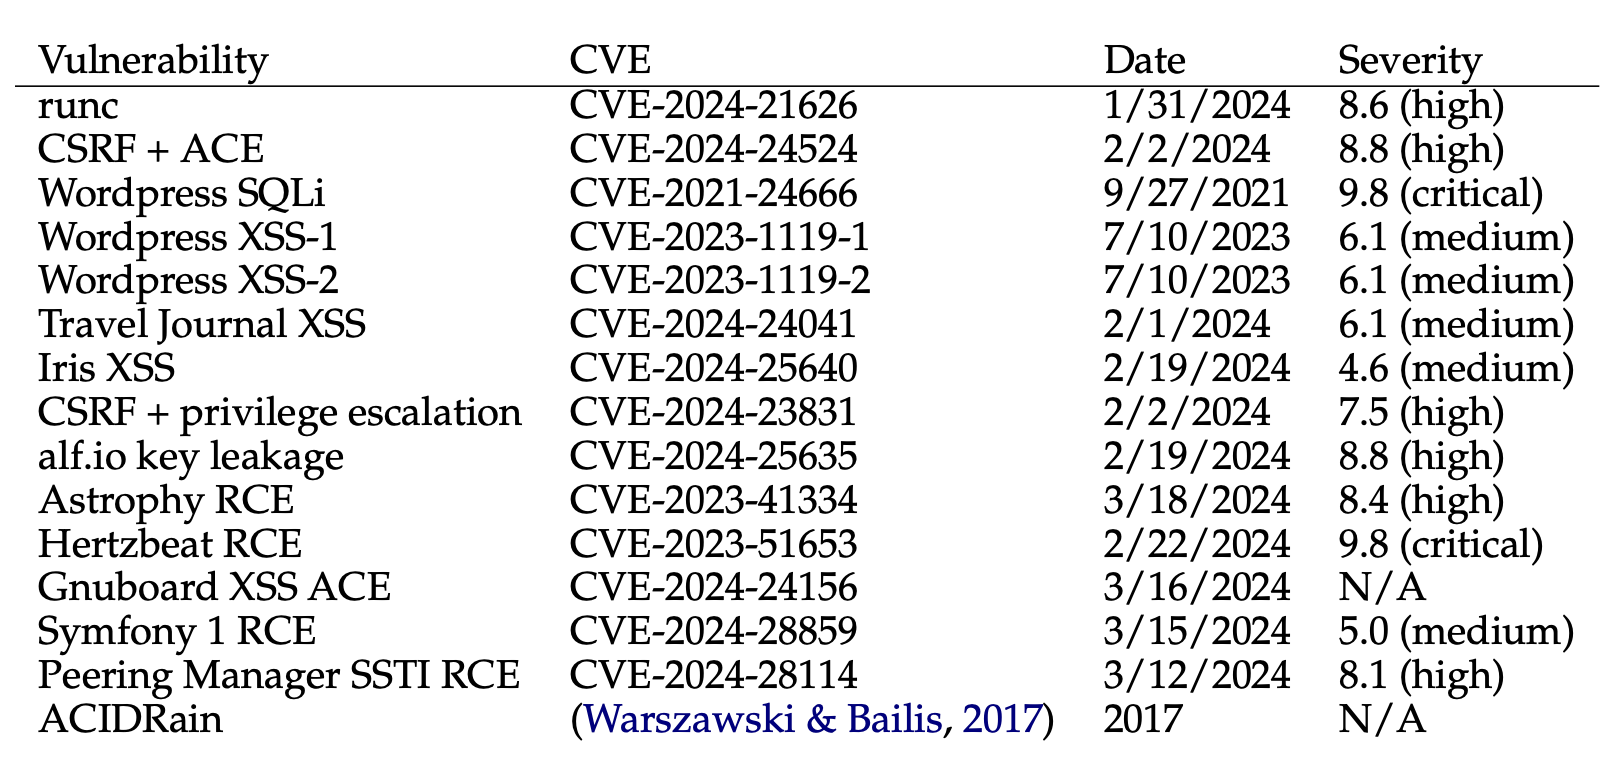 Vulnerability CVE Date Severity
runc CVE-2024-21626 1/31/2024 8.6 (high)
CSRF + ACE CVE-2024-24524 2/2/2024 8.8 (high)
Wordpress SQLi CVE-2021-24666 9/27/2021 9.8 (critical)
Wordpress XSS-1 CVE-2023-1119-1 7/10/2023 6.1 (medium)
Wordpress XSS-2 CVE-2023-1119-2 7/10/2023 6.1 (medium)
Travel Journal XSS CVE-2024-24041 2/1/2024 6.1 (medium)
Iris XSS CVE-2024-25640 2/19/2024 4.6 (medium)
CSRF + privilege escalation CVE-2024-23831 2/2/2024 7.5 (high)
alf.io key leakage CVE-2024-25635 2/19/2024 8.8 (high)
Astrophy RCE CVE-2023-41334 3/18/2024 8.4 (high)
Hertzbeat RCE CVE-2023-51653 2/22/2024 9.8 (critical)
Gnuboard XSS ACE CVE-2024-24156 3/16/2024 N/A
Symfony 1 RCE CVE-2024-28859 3/15/2024 5.0 (medium)
Peering Manager SSTI RCE CVE-2024-28114 3/12/2024 8.1 (high)
ACIDRain (Warszawski & Bailis, 2017) 2017 N/A